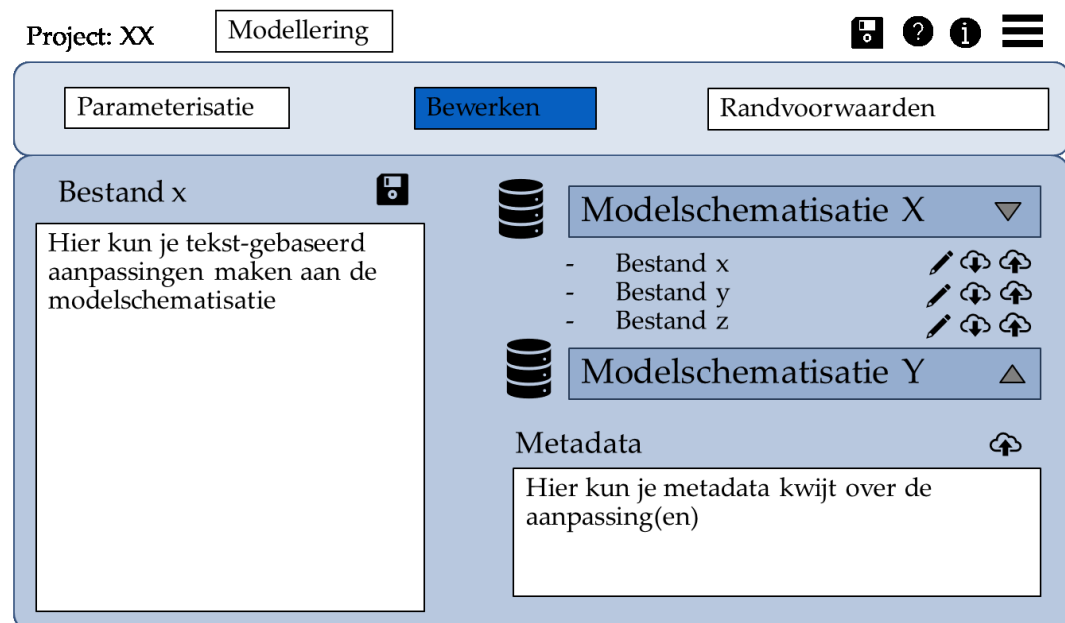 Project: XX
Modellering
Parameterisatie
Bewerken
Randvoorwaarden
Bestand x
Hier kun je tekst-gebaseerd
aanpassingen maken aan de
modelschematisatie
Modelschematisatie X
- Bestand x
- Bestand y
- Bestand z
Modelschematisatie Y
Metadata
Hier kun je metadata kwijt over de
aanpassing(en)